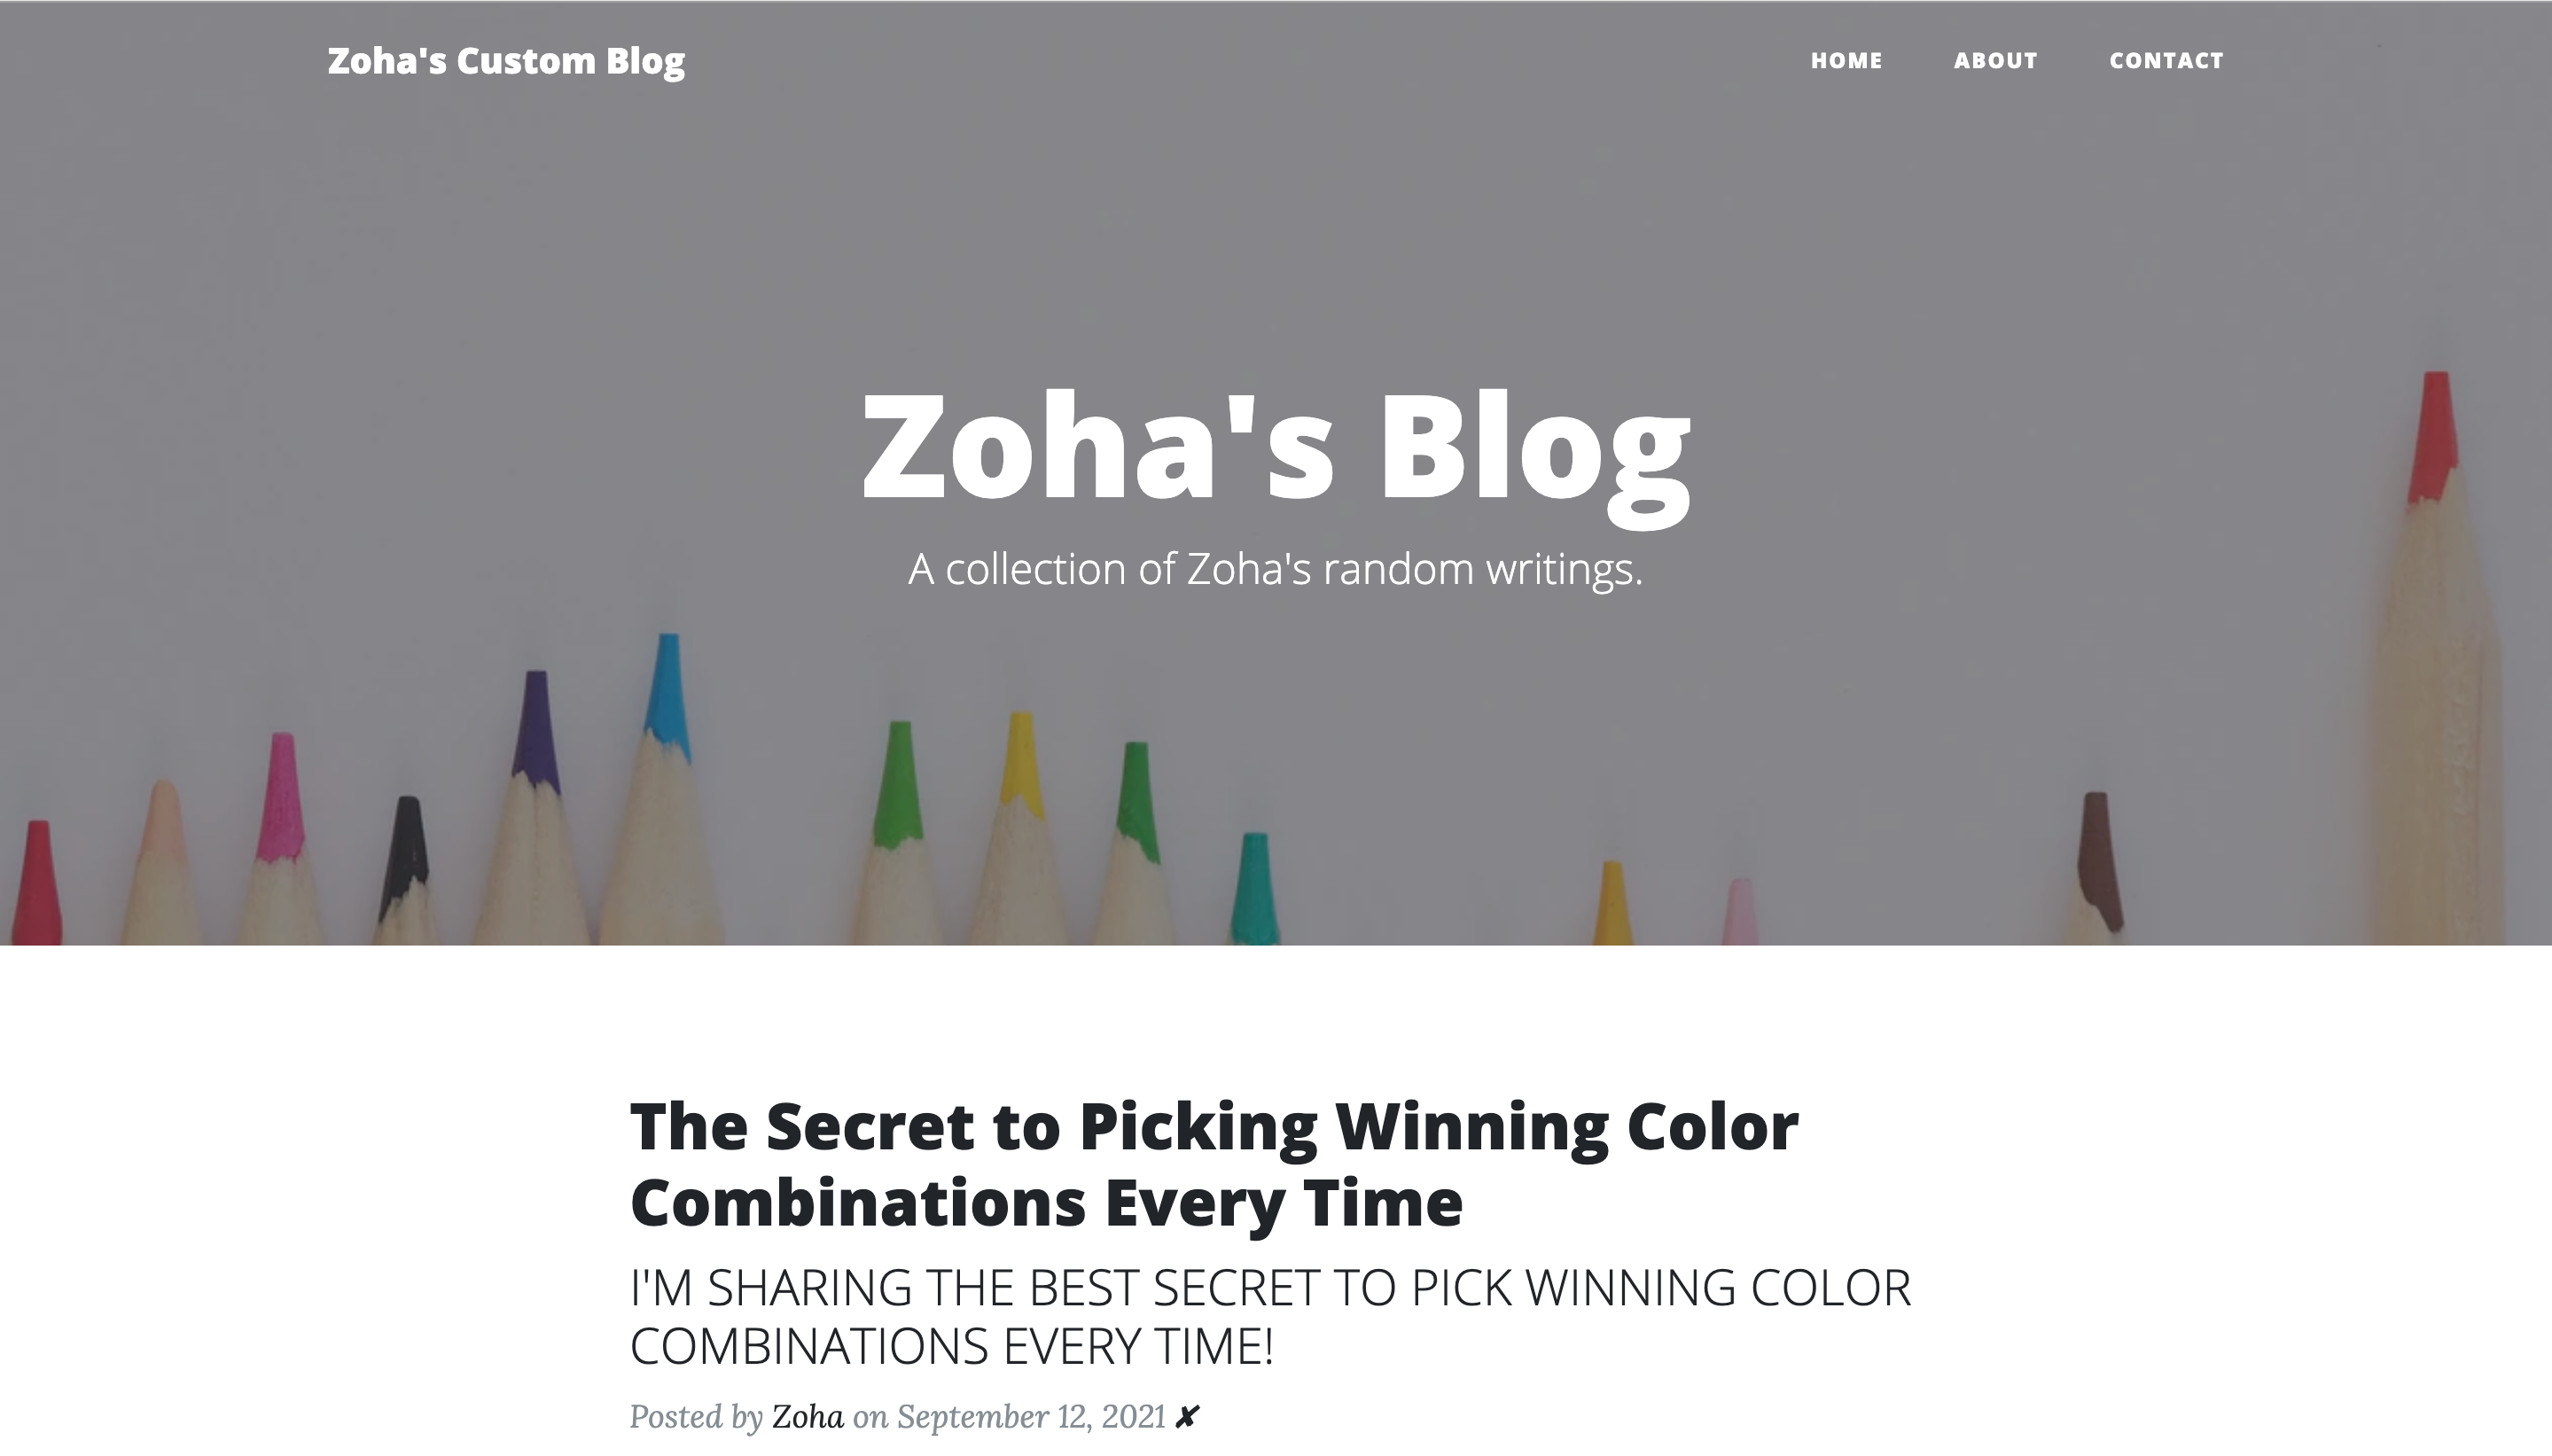 Zoha's Custom Blog
HOME ABOUT CONTACT
Zoha's Blog
A collection of Zoha's random writings.
The Secret to Picking Winning Color
Combinations Every Time
I'M SHARING THE BEST SECRET TO PICK WINNING COLOR
COMBINATIONS EVERY TIME!
Posted by Zoha on September 12, 2021 ✘